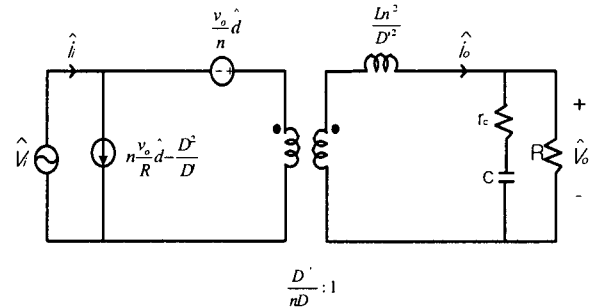 v_o/n d̂
Ln²/D'²
î_i
î_o
+
r_c
v̂_i
n v_o/R d̂ - D²/D'
R
v̂_o
C
-
D'/nD : 1